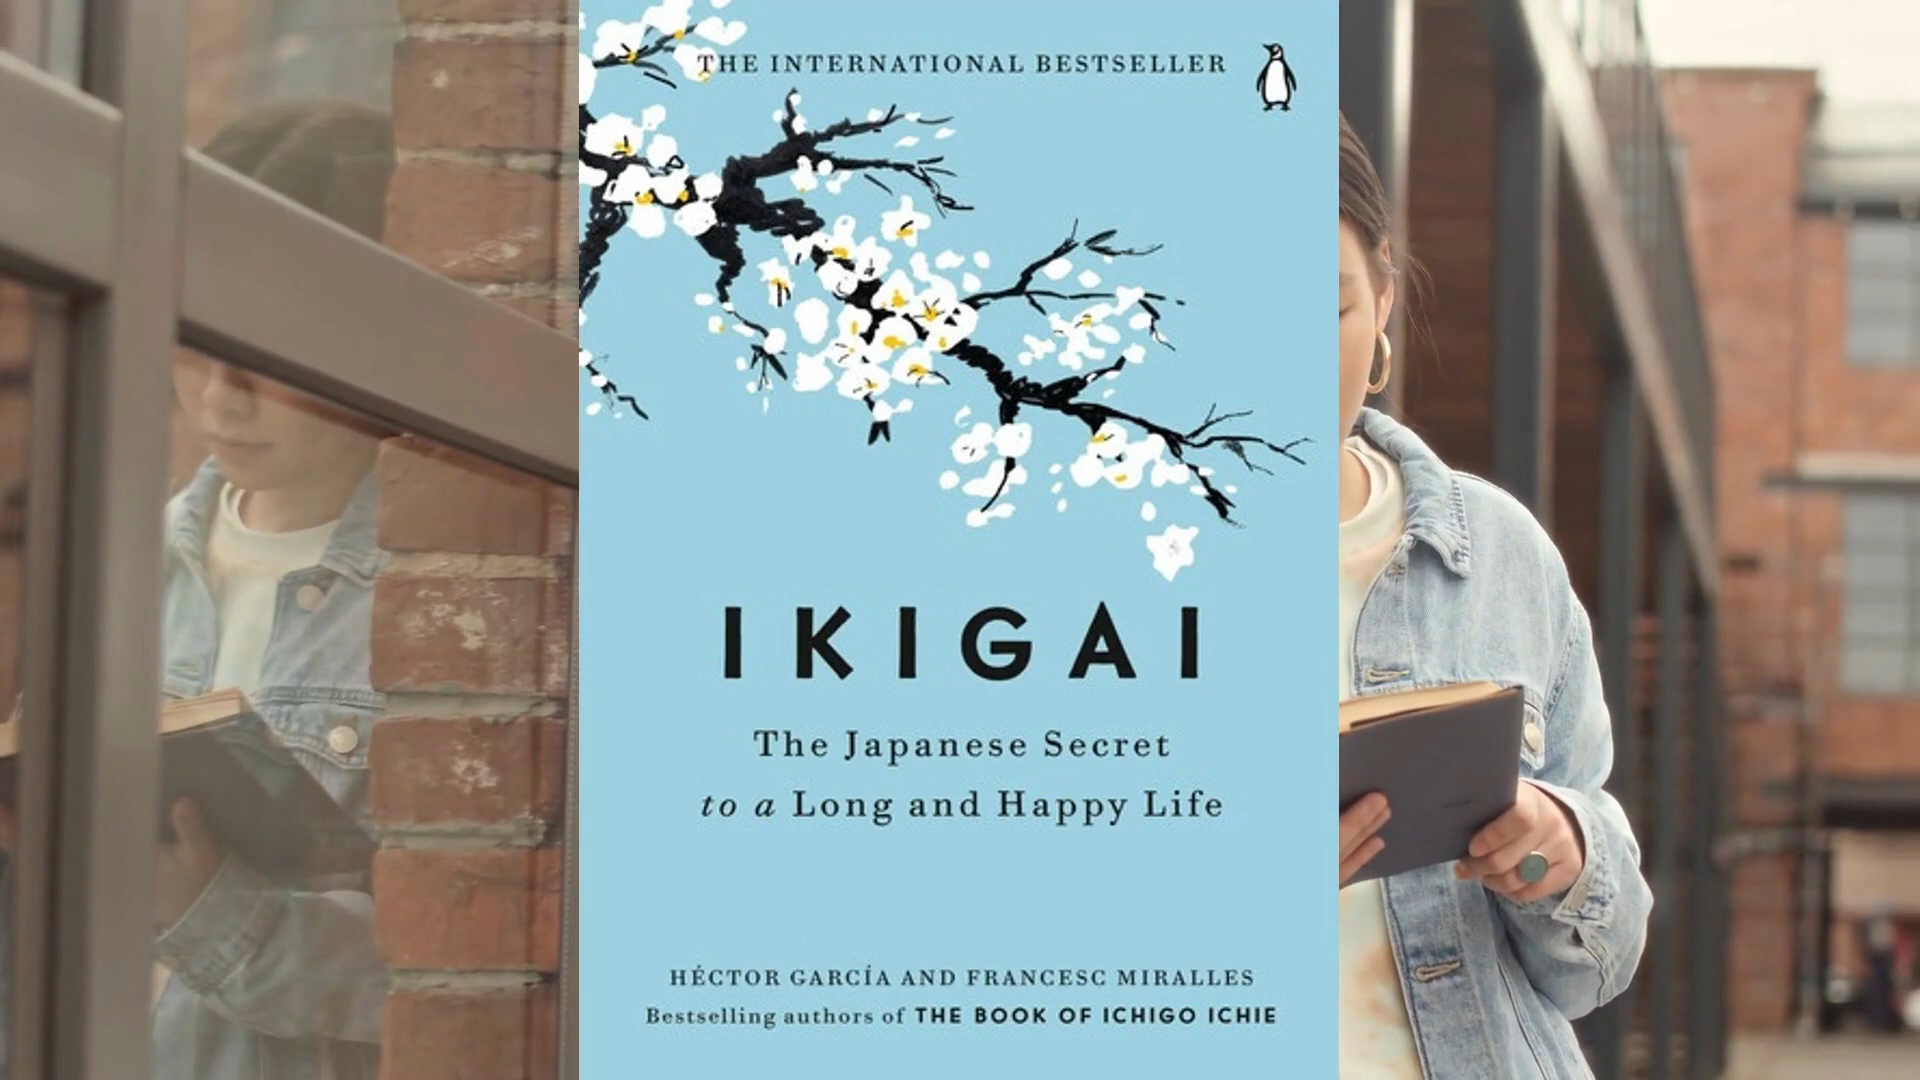 THE INTERNATIONAL BESTSELLER
IKIGAI
The Japanese Secret
to a Long and Happy Life
HÉCTOR GARCÍA AND FRANCESC MIRALLES
Bestselling authors of THE BOOK OF ICHIGO ICHIE